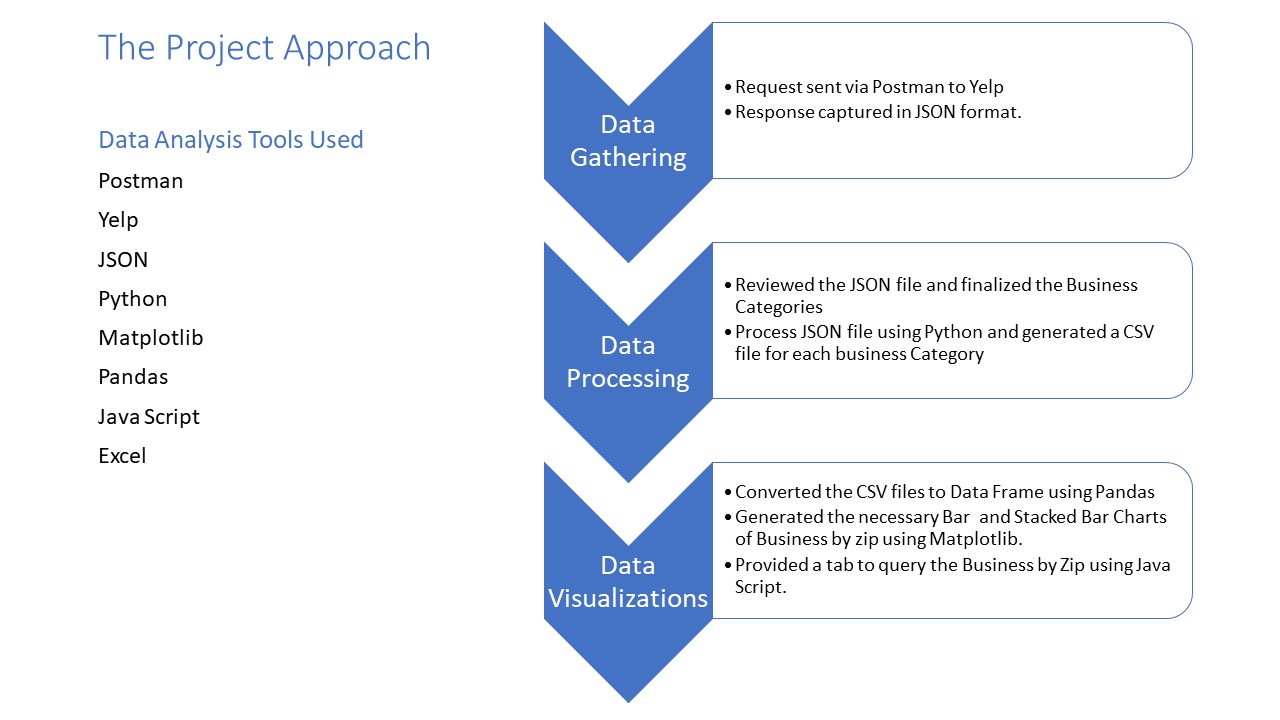 The Project Approach
Data Analysis Tools Used
Postman
Yelp
JSON
Python
Matplotlib
Pandas
Java Script
Excel
Data
Gathering
• Request sent via Postman to Yelp
• Response captured in JSON format.
Data
Processing
• Reviewed the JSON file and finalized the Business
Categories
• Process JSON file using Python and generated a CSV
file for each business Category
Data
Visualizations
• Converted the CSV files to Data Frame using Pandas
• Generated the necessary Bar  and Stacked Bar Charts
of Business by zip using Matplotlib.
• Provided a tab to query the Business by Zip using Java
Script.